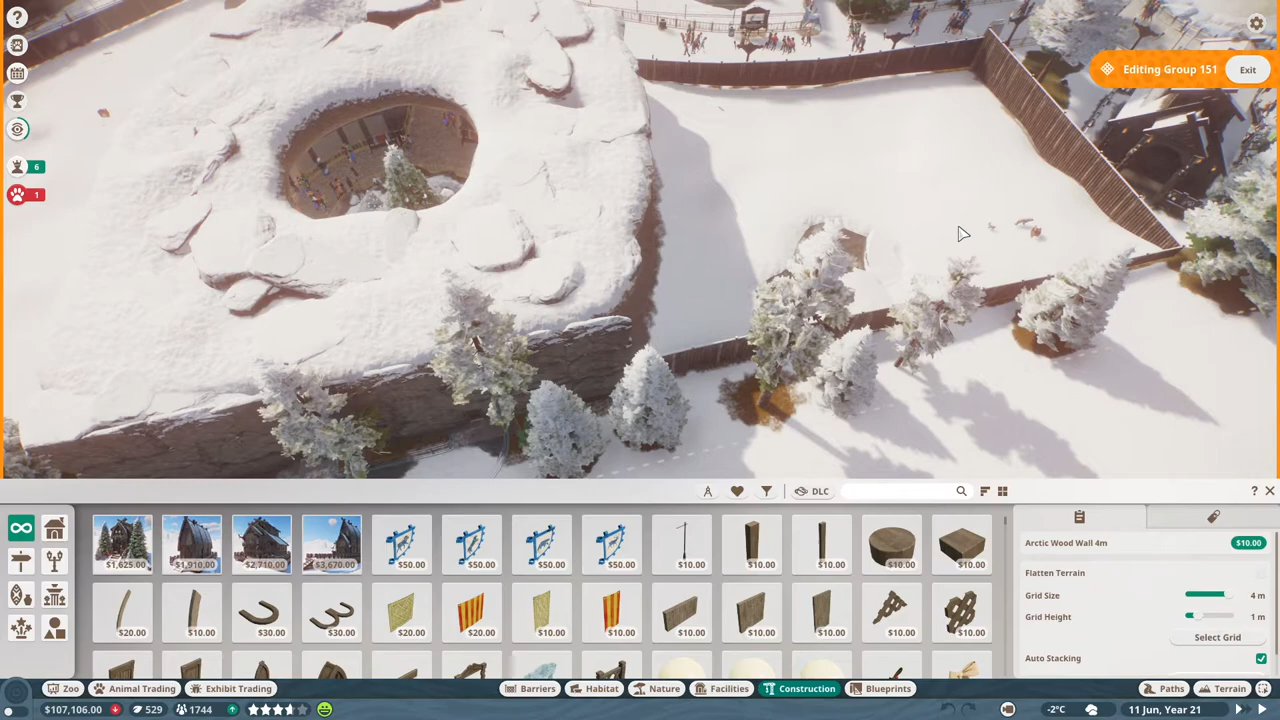 ?
Editing Group 151
Exit
6
1
DLC
?
$1,625.00
$1,910.00
$2,710.00
$3,670.00
$50.00
$50.00
$50.00
$50.00
$10.00
$10.00
$10.00
$10.00
$10.00
$20.00
$10.00
$30.00
$30.00
$20.00
$20.00
$10.00
$10.00
$10.00
$10.00
$10.00
$10.00
$10.00
Arctic Wood Wall 4m
$10.00
Flatten Terrain
Grid Size
4 m
Grid Height
1 m
Select Grid
Auto Stacking
Zoo
Animal Trading
Exhibit Trading
Barriers
Habitat
Nature
Facilities
Construction
Blueprints
Paths
Terrain
$107,106.00
529
1744
-2°C
11 Jun, Year 21